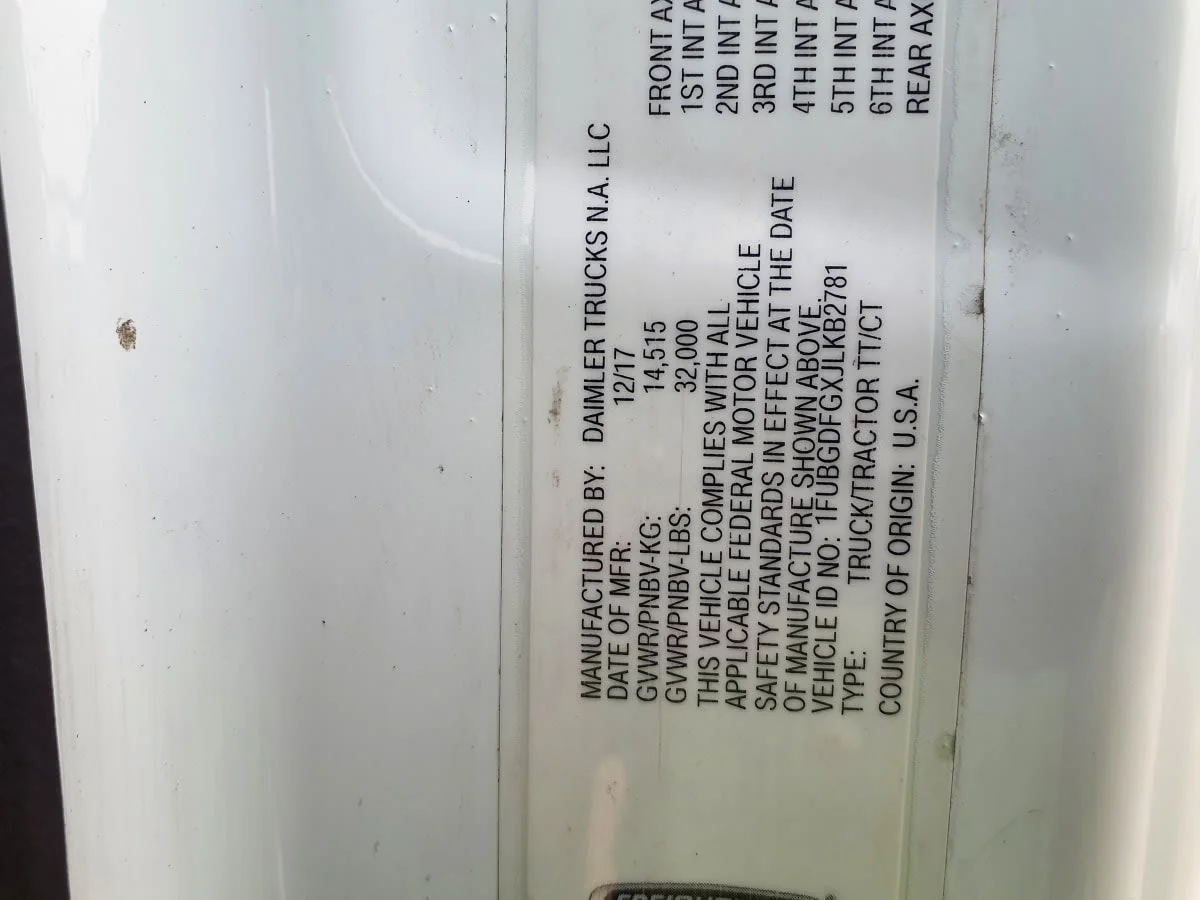 MANUFACTURED BY: DAIMLER TRUCKS N.A. LLC
DATE OF MFR: 12/17
GVWR/PNBV-KG: 14,515
GVWR/PNBV-LBS: 32,000
THIS VEHICLE COMPLIES WITH ALL
APPLICABLE FEDERAL MOTOR VEHICLE
SAFETY STANDARDS IN EFFECT AT THE DATE
OF MANUFACTURE SHOWN ABOVE.
VEHICLE ID NO: 1FUBGDFGXJLKB2781
TYPE: TRUCK/TRACTOR TT/CT
COUNTRY OF ORIGIN: U.S.A.
FRONT AX
1ST INT A
2ND INT A
3RD INT A
4TH INT A
5TH INT A
6TH INT A
REAR AX